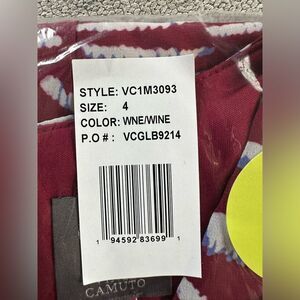 STYLE: VC1M3093
SIZE: 4
COLOR: WNE/WINE
P.O # : VCGLB9214
1 94592 83699 1
CAMUTO